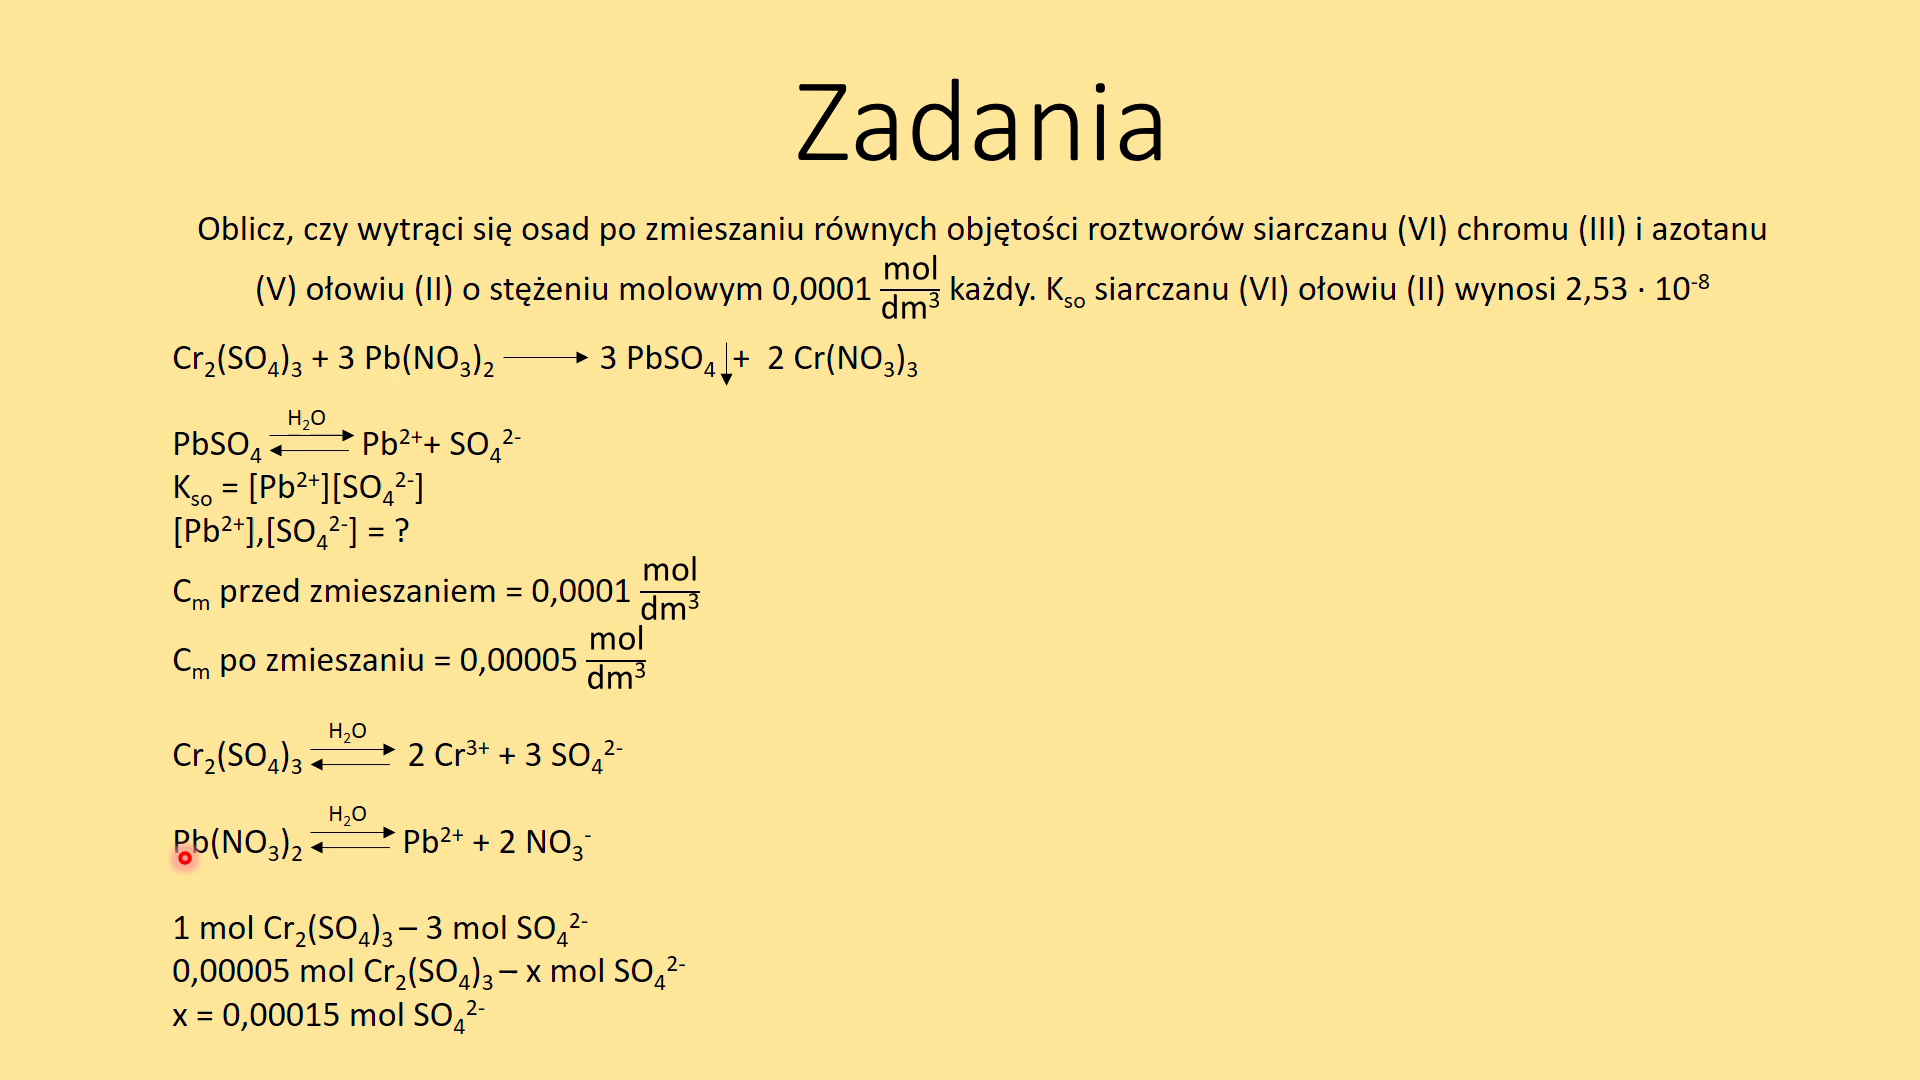 Zadania
Oblicz, czy wytrąci się osad po zmieszaniu równych objętości roztworów siarczanu (VI) chromu (III) i azotanu
(V) ołowiu (II) o stężeniu molowym 0,0001 mol/dm³ każdy. Kₛₒ siarczanu (VI) ołowiu (II) wynosi 2,53 · 10⁻⁸
Cr₂(SO₄)₃ + 3 Pb(NO₃)₂ ⟶ 3 PbSO₄↓ + 2 Cr(NO₃)₃
H₂O
PbSO₄ ⇄ Pb²⁺+ SO₄²⁻
Kₛₒ = [Pb²⁺][SO₄²⁻]
[Pb²⁺],[SO₄²⁻] = ?
Cₘ przed zmieszaniem = 0,0001 mol/dm³
Cₘ po zmieszaniu = 0,00005 mol/dm³
H₂O
Cr₂(SO₄)₃ ⇄ 2 Cr³⁺ + 3 SO₄²⁻
H₂O
Pb(NO₃)₂ ⇄ Pb²⁺ + 2 NO₃⁻
1 mol Cr₂(SO₄)₃ – 3 mol SO₄²⁻
0,00005 mol Cr₂(SO₄)₃ – x mol SO₄²⁻
x = 0,00015 mol SO₄²⁻